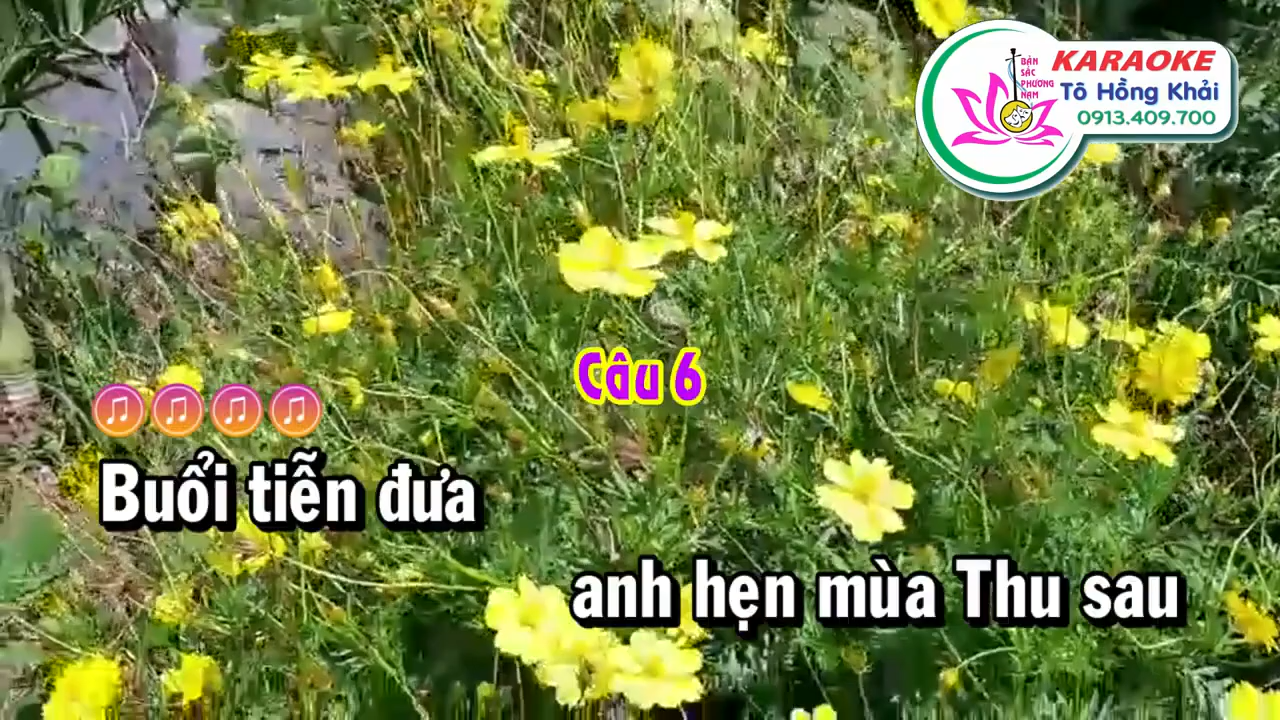 BẢN
SẮC
PHƯƠNG
NAM
KARAOKE
Tô Hồng Khải
0913.409.700
Câu 6
Buổi tiễn đưa
anh hẹn mùa Thu sau